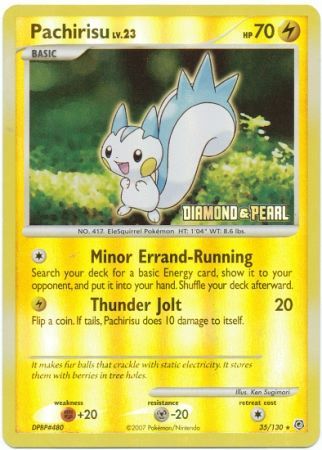 Pachirisu LV.23 HP 70
BASIC
DIAMOND & PEARL
NO. 417 EleSquirrel Pokémon HT: 1'04" WT: 8.6 lbs.
Minor Errand-Running
Search your deck for a basic Energy card, show it to your
opponent, and put it into your hand. Shuffle your deck afterward.
Thunder Jolt 20
Flip a coin. If tails, Pachirisu does 10 damage to itself.
It makes fur balls that crackle with static electricity. It stores
them with berries in tree holes.
Illus. Ken Sugimori
weakness resistance retreat cost
+20 -20
DPBP#480 ©2007 Pokémon/Nintendo 35/130 ★